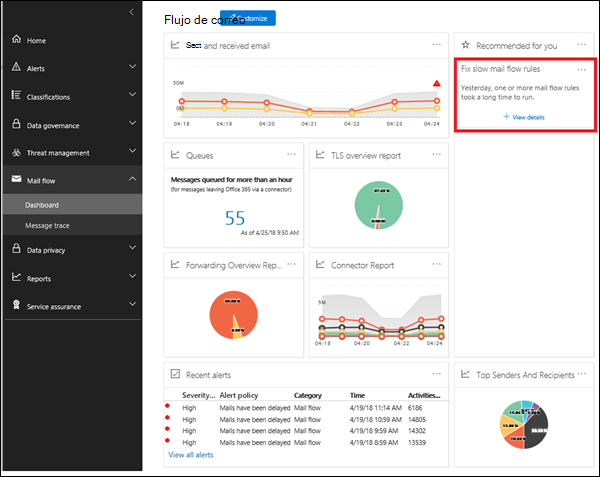 Flujo de correo
Customize
Home
Alerts
Classifications
Data governance
Threat management
Mail flow
Dashboard
Message trace
Data privacy
Reports
Service assurance
Sect and received email
50M
0M
04/18 04/19 04/20 04/21 04/22 04/23 04/24
Recommended for you
Fix slow mail flow rules
Yesterday, one or more mail flow rules
took a long time to run.
+ View details
Queues
Messages queued for more than an hour
(for messages leaving Office 365 via a connector)
55
As of 4/25/18 9:50 AM
TLS overview report
Forwarding Overview Rep...
Connector Report
5M
04/18 04/20 04/22 04/24
Recent alerts
Severity... Alert policy Category Time Activities...
High Mails have been delayed Mail flow 4/19/18 11:14 AM 6186
High Mails have been delayed Mail flow 4/19/18 10:59 AM 14805
High Mails have been delayed Mail flow 4/19/18 9:59 AM 14302
High Mails have been delayed Mail flow 4/19/18 8:59 AM 13539
View all alerts
Top Senders And Recipients